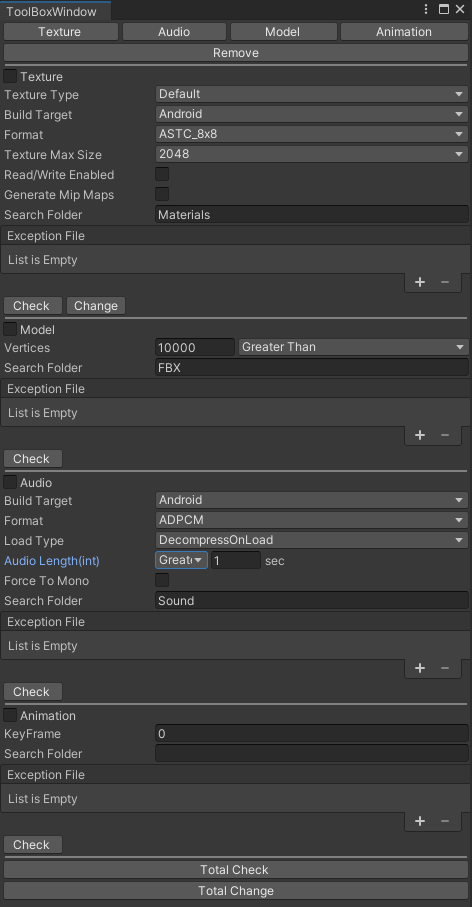 ToolBoxWindow
Texture Audio Model Animation
Remove
Texture
Texture Type Default
Build Target Android
Format ASTC_8x8
Texture Max Size 2048
Read/Write Enabled
Generate Mip Maps
Search Folder Materials
Exception File
List is Empty
+ −
Check Change
Model
Vertices 10000 Greater Than
Search Folder FBX
Exception File
List is Empty
+ −
Check
Audio
Build Target Android
Format ADPCM
Load Type DecompressOnLoad
Audio Length(int) Greate 1 sec
Force To Mono
Search Folder Sound
Exception File
List is Empty
+ −
Check
Animation
KeyFrame 0
Search Folder
Exception File
List is Empty
+ −
Check
Total Check
Total Change